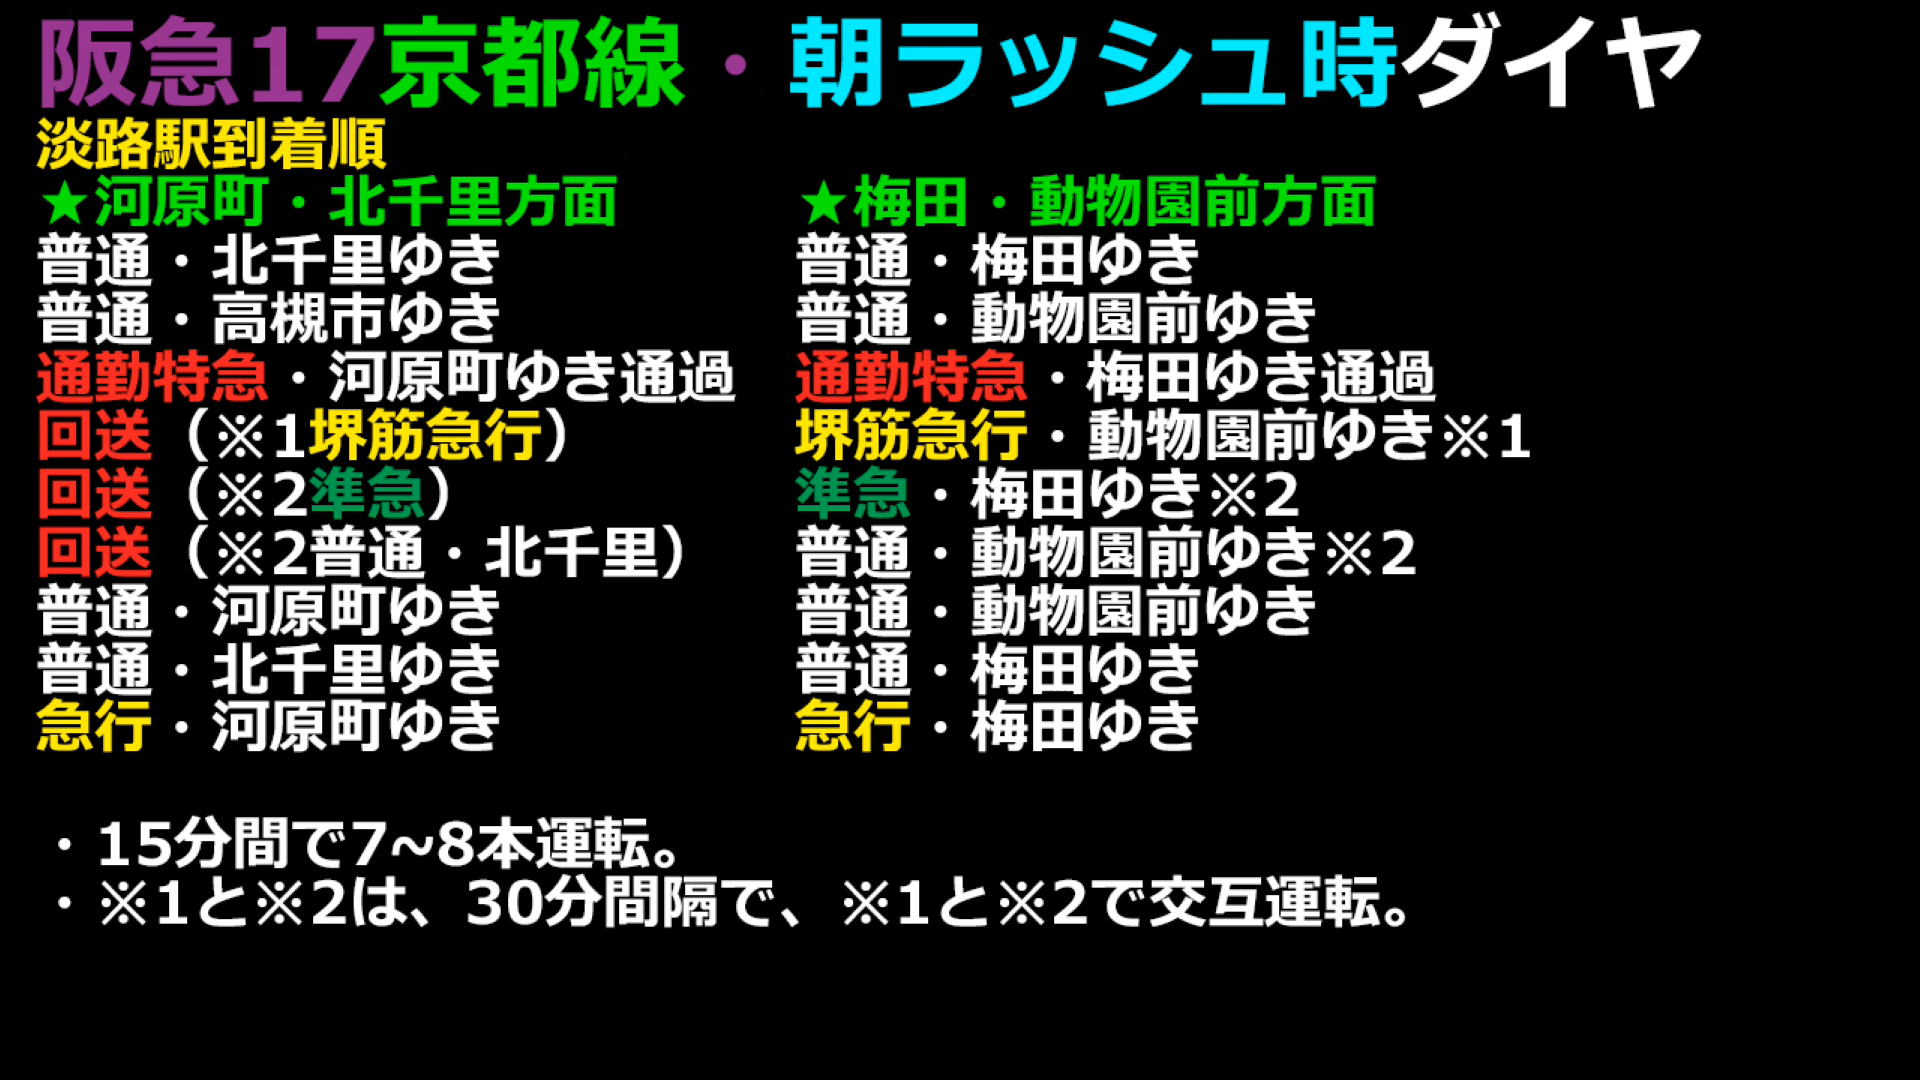 阪急17京都線・朝ラッシュ時ダイヤ
淡路駅到着順
★河原町・北千里方面
普通・北千里ゆき
普通・高槻市ゆき
通勤特急・河原町ゆき通過
回送（※1堺筋急行）
回送（※2準急）
回送（※2普通・北千里）
普通・河原町ゆき
普通・北千里ゆき
急行・河原町ゆき
★梅田・動物園前方面
普通・梅田ゆき
普通・動物園前ゆき
通勤特急・梅田ゆき通過
堺筋急行・動物園前ゆき※1
準急・梅田ゆき※2
普通・動物園前ゆき※2
普通・動物園前ゆき
普通・梅田ゆき
急行・梅田ゆき
・15分間で7~8本運転。
・※1と※2は、30分間隔で、※1と※2で交互運転。